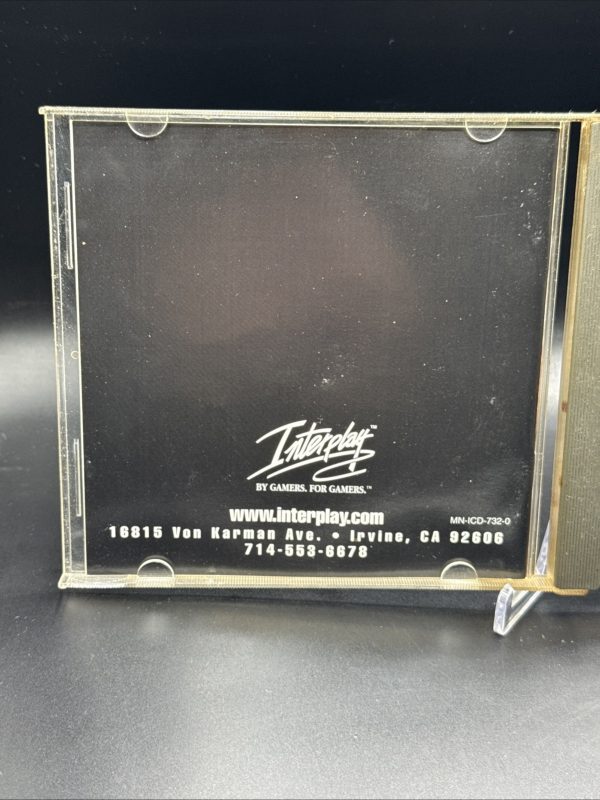 Interplay™
BY GAMERS. FOR GAMERS.™
www.interplay.com
MN-ICD-732-0
16815 Von Karman Ave. • Irvine, CA 92606
714-553-6678